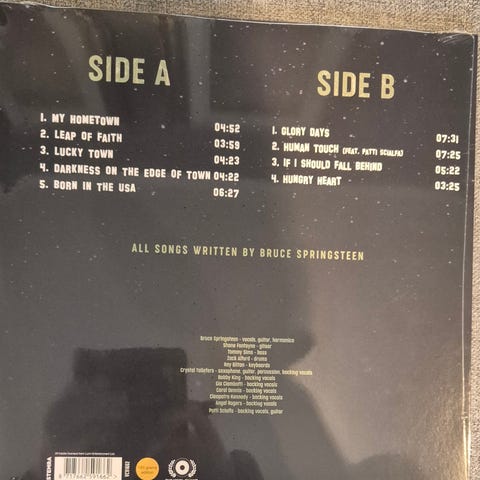 SIDE A
1. MY HOMETOWN 04:52
2. LEAP OF FAITH 03:59
3. LUCKY TOWN 04:23
4. DARKNESS ON THE EDGE OF TOWN 04:22
5. BORN IN THE USA 06:27
SIDE B
1. GLORY DAYS 07:31
2. HUMAN TOUCH (FEAT. PATTI SCIALFA) 07:25
3. IF I SHOULD FALL BEHIND 05:22
4. HUNGRY HEART 03:25
ALL SONGS WRITTEN BY BRUCE SPRINGSTEEN
Bruce Springsteen - vocals, guitar, harmonica
Shane Fontayne - guitar
Tommy Sims - bass
Zack Alford - drums
Roy Bittan - keyboards
Crystal Taliefero - saxophone, guitar, percussion, backing vocals
Bobby King - backing vocals
Gia Ciambotti - backing vocals
Carol Dennis - backing vocals
Cleopatra Kennedy - backing vocals
Angel Rogers - backing vocals
Patti Scialfa - backing vocals, guitar
8 717662 591662 >